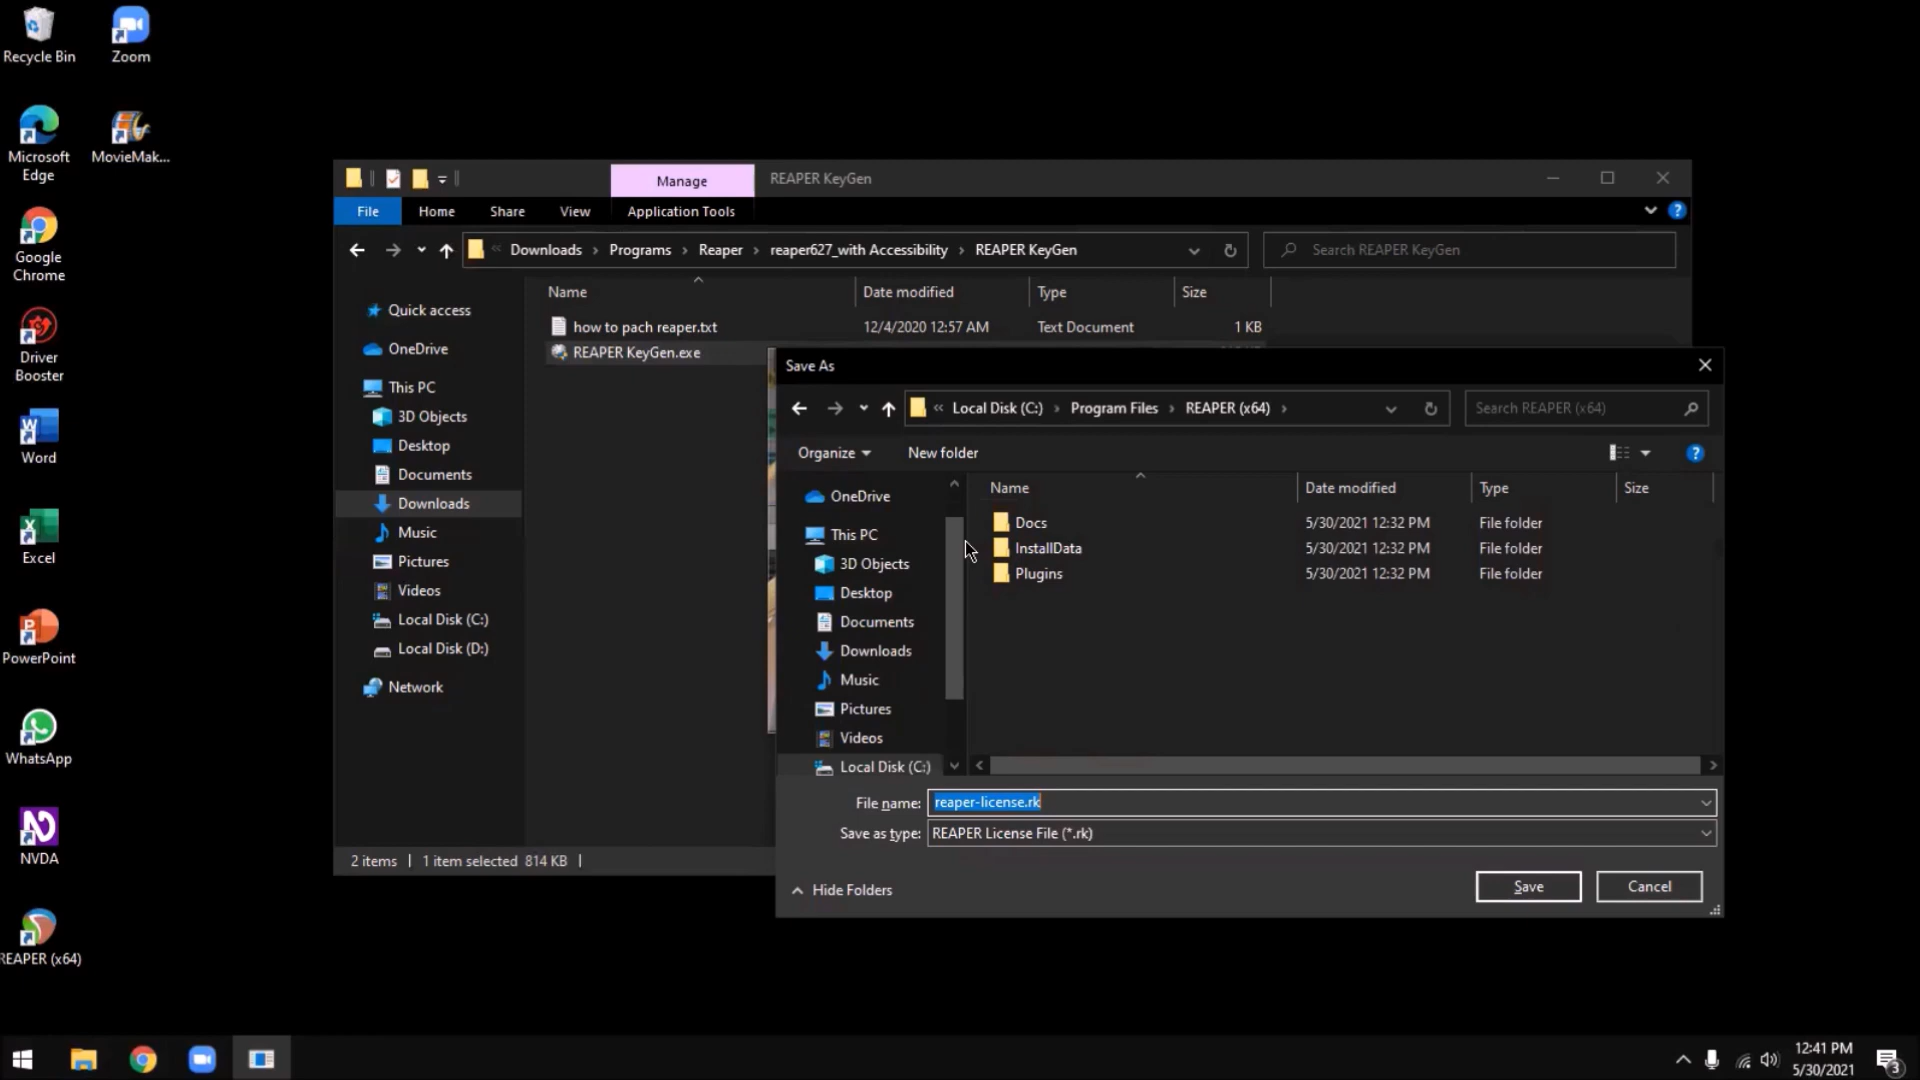 Recycle Bin
Zoom
Microsoft
Edge
MovieMak...
Google
Chrome
Driver
Booster
Word
Excel
PowerPoint
WhatsApp
NVDA
REAPER (x64)
Manage
REAPER KeyGen
File
Home
Share
View
Application Tools
Downloads
Programs
Reaper
reaper627_with Accessibility
REAPER KeyGen
Search REAPER KeyGen
Name
Date modified
Type
Size
how to pach reaper.txt
12/4/2020 12:57 AM
Text Document
1 KB
REAPER KeyGen.exe
Quick access
OneDrive
This PC
3D Objects
Desktop
Documents
Downloads
Music
Pictures
Videos
Local Disk (C:)
Local Disk (D:)
Network
2 items
1 item selected 814 KB
Save As
Local Disk (C:)
Program Files
REAPER (x64)
Search REAPER (x64)
Organize
New folder
OneDrive
This PC
3D Objects
Desktop
Documents
Downloads
Music
Pictures
Videos
Local Disk (C:)
Name
Date modified
Type
Size
Docs
5/30/2021 12:32 PM
File folder
InstallData
5/30/2021 12:32 PM
File folder
Plugins
5/30/2021 12:32 PM
File folder
File name:
reaper-license.rk
Save as type:
REAPER License File (*.rk)
Hide Folders
Save
Cancel
12:41 PM
5/30/2021
3